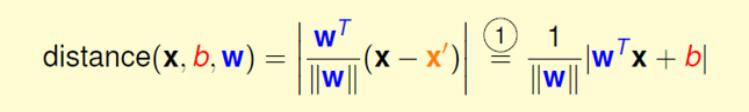 distance(x, b, w) = |w^T/‖w‖ (x − x′)| ①= 1/‖w‖ |w^T x + b|